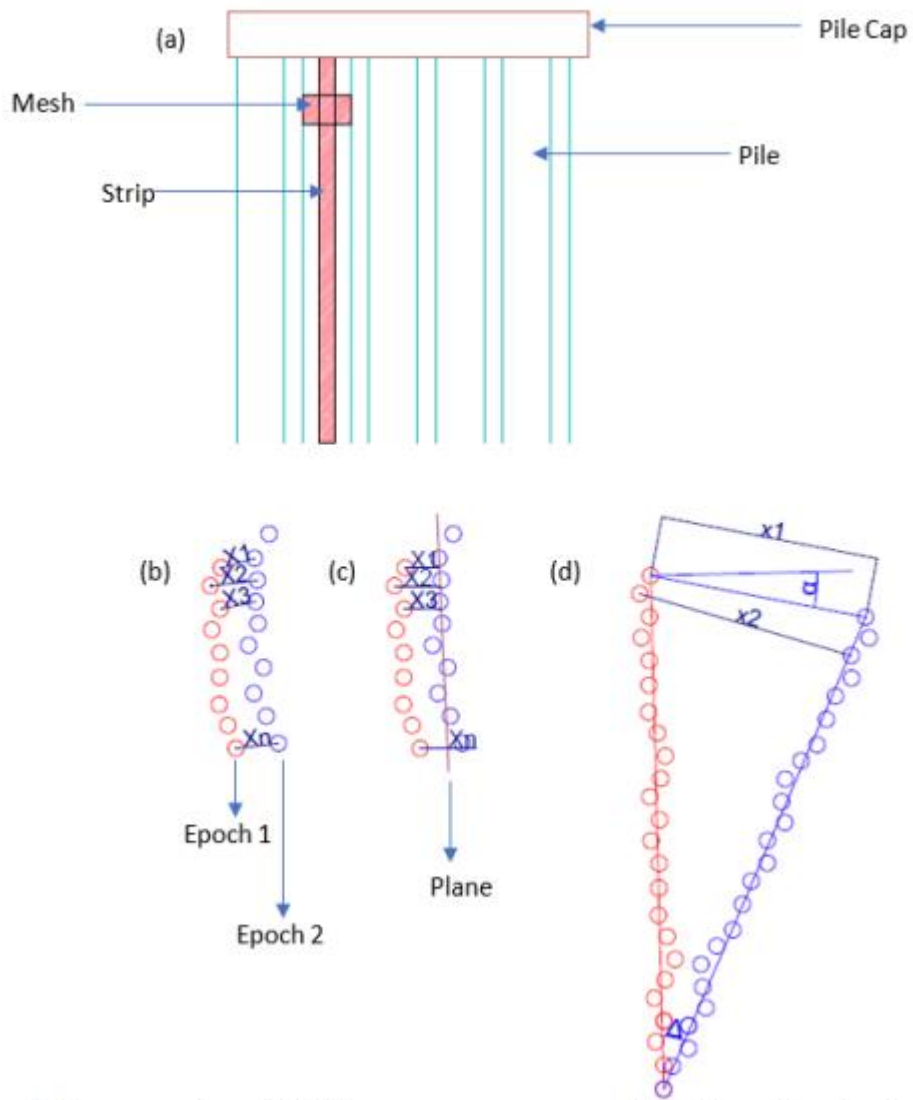 (a)
Pile Cap
Mesh
Pile
Strip
(b)
X1
X2
X3
Xn
Epoch 1
Epoch 2
(c)
X1
X2
X3
Xn
Plane
(d)
x1
α
x2
Δ